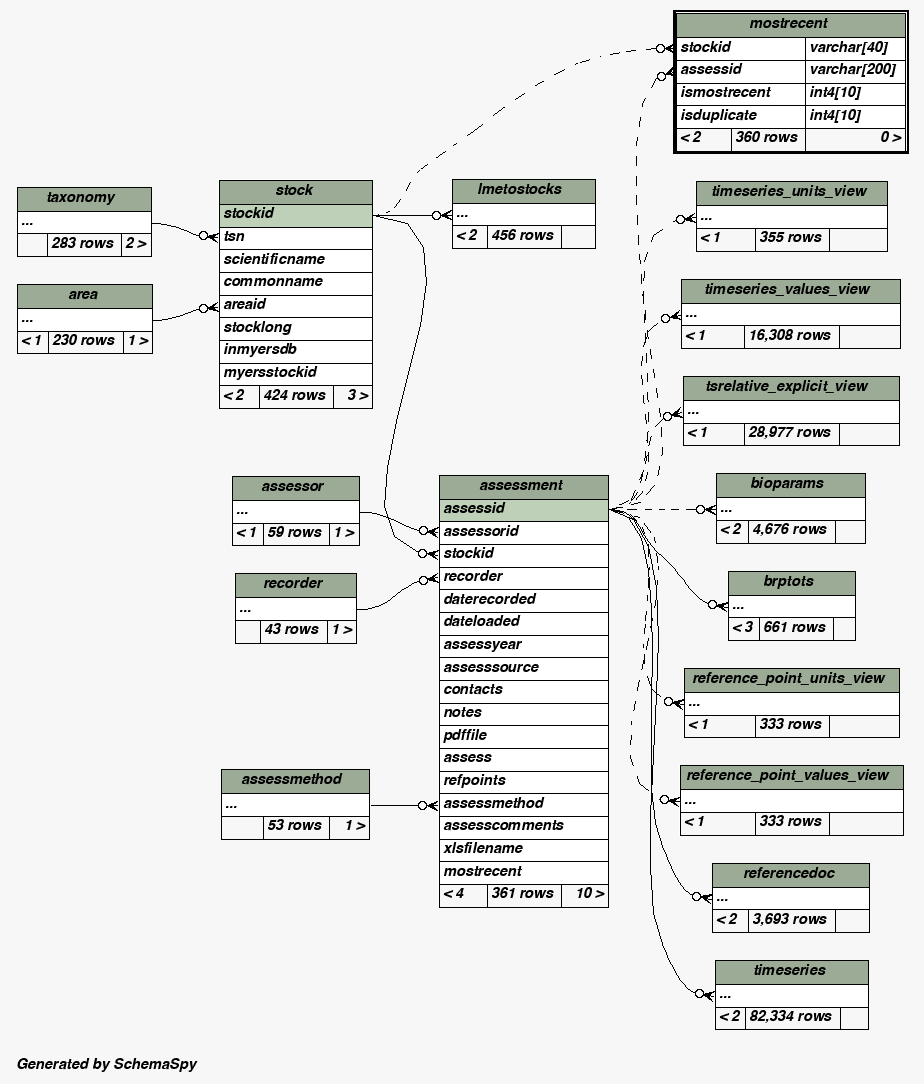 mostrecent
stockid varchar[40]
assessid varchar[200]
ismostrecent int4[10]
isduplicate int4[10]
< 2 360 rows 0 >
taxonomy
...
283 rows 2 >
area
...
< 1 230 rows 1 >
stock
stockid
tsn
scientificname
commonname
areaid
stocklong
inmyersdb
myersstockid
< 2 424 rows 3 >
lmetostocks
...
< 2 456 rows
timeseries_units_view
...
< 1 355 rows
timeseries_values_view
...
< 1 16,308 rows
tsrelative_explicit_view
...
< 1 28,977 rows
assessor
...
< 1 59 rows 1 >
recorder
...
43 rows 1 >
assessmethod
...
53 rows 1 >
assessment
assessid
assessorid
stockid
recorder
daterecorded
dateloaded
assessyear
assesssource
contacts
notes
pdffile
assess
refpoints
assessmethod
assesscomments
xlsfilename
mostrecent
< 4 361 rows 10 >
bioparams
...
< 2 4,676 rows
brptots
...
< 3 661 rows
reference_point_units_view
...
< 1 333 rows
reference_point_values_view
...
< 1 333 rows
referencedoc
...
< 2 3,693 rows
timeseries
...
< 2 82,334 rows
Generated by SchemaSpy